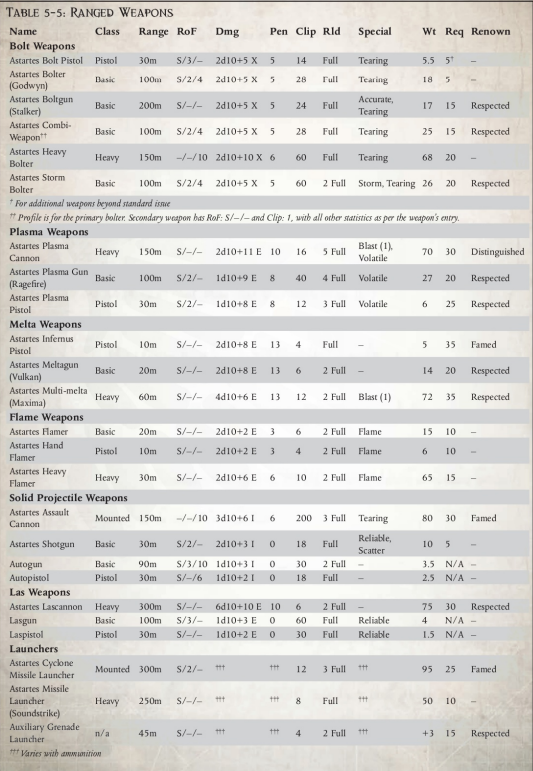 TABLE 5-5: RANGED WEAPONS
Name Class Range RoF Dmg Pen Clip Rld Special Wt Req Renown
Bolt Weapons
Astartes Bolt Pistol Pistol 30m S/3/– 2d10+5 X 5 14 Full Tearing 5.5 5† –
Astartes Bolter (Godwyn) Basic 100m S/2/4 2d10+5 X 5 28 Full Tearing 18 5 –
Astartes Boltgun (Stalker) Basic 200m S/–/– 2d10+5 X 5 24 Full Accurate, Tearing 17 15 Respected
Astartes Combi-Weapon†† Basic 100m S/2/4 2d10+5 X 5 28 Full Tearing 25 15 Respected
Astartes Heavy Bolter Heavy 150m –/–/10 2d10+10 X 6 60 Full Tearing 68 20 –
Astartes Storm Bolter Basic 100m S/2/4 2d10+5 X 5 60 2 Full Storm, Tearing 26 20 Respected
† For additional weapons beyond standard issue
†† Profile is for the primary bolter. Secondary weapon has RoF: S/–/– and Clip: 1, with all other statistics as per the weapon's entry.
Plasma Weapons
Astartes Plasma Cannon Heavy 150m S/–/– 2d10+11 E 10 16 5 Full Blast (1), Volatile 70 30 Distinguished
Astartes Plasma Gun (Ragefire) Basic 100m S/2/– 1d10+9 E 8 40 4 Full Volatile 27 20 Respected
Astartes Plasma Pistol Pistol 30m S/2/– 1d10+8 E 8 12 3 Full Volatile 6 25 Respected
Melta Weapons
Astartes Infernus Pistol Pistol 10m S/–/– 2d10+8 E 13 4 Full – 5 35 Famed
Astartes Meltagun (Vulkan) Basic 20m S/–/– 2d10+8 E 13 6 2 Full – 14 20 Respected
Astartes Multi-melta (Maxima) Heavy 60m S/–/– 4d10+6 E 13 12 2 Full Blast (1) 72 35 Respected
Flame Weapons
Astartes Flamer Basic 20m S/–/– 2d10+2 E 3 6 2 Full Flame 15 10 –
Astartes Hand Flamer Pistol 10m S/–/– 2d10+2 E 3 4 2 Full Flame 6 10 –
Astartes Heavy Flamer Heavy 30m S/–/– 2d10+6 E 6 10 2 Full Flame 65 15 –
Solid Projectile Weapons
Astartes Assault Cannon Mounted 150m –/–/10 3d10+6 I 6 200 3 Full Tearing 80 30 Famed
Astartes Shotgun Basic 30m S/2/– 2d10+3 I 0 18 Full Reliable, Scatter 10 5 –
Autogun Basic 90m S/3/10 1d10+3 I 0 30 2 Full – 3.5 N/A –
Autopistol Pistol 30m S/–/6 1d10+2 I 0 18 Full – 2.5 N/A –
Las Weapons
Astartes Lascannon Heavy 300m S/–/– 6d10+10 E 10 6 2 Full – 75 30 Respected
Lasgun Basic 100m S/3/– 1d10+3 E 0 60 Full Reliable 4 N/A –
Laspistol Pistol 30m S/–/– 1d10+2 E 0 30 Full Reliable 1.5 N/A –
Launchers
Astartes Cyclone Missile Launcher Mounted 300m S/2/– ††† ††† 12 3 Full ††† 95 25 Famed
Astartes Missile Launcher (Soundstrike) Heavy 250m S/–/– ††† ††† 8 Full ††† 50 10 –
Auxiliary Grenade Launcher n/a 45m S/–/– ††† ††† 4 2 Full ††† +3 15 Respected
††† Varies with ammunition